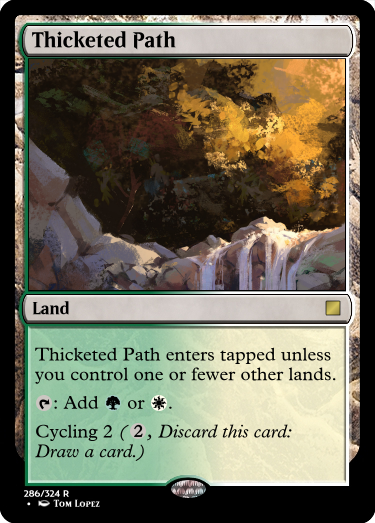 Thicketed Path
Land
Thicketed Path enters tapped unless
you control one or fewer other lands.
: Add or .
Cycling 2 ( 2, Discard this card:
Draw a card.)
286/324 R
• Tom Lopez